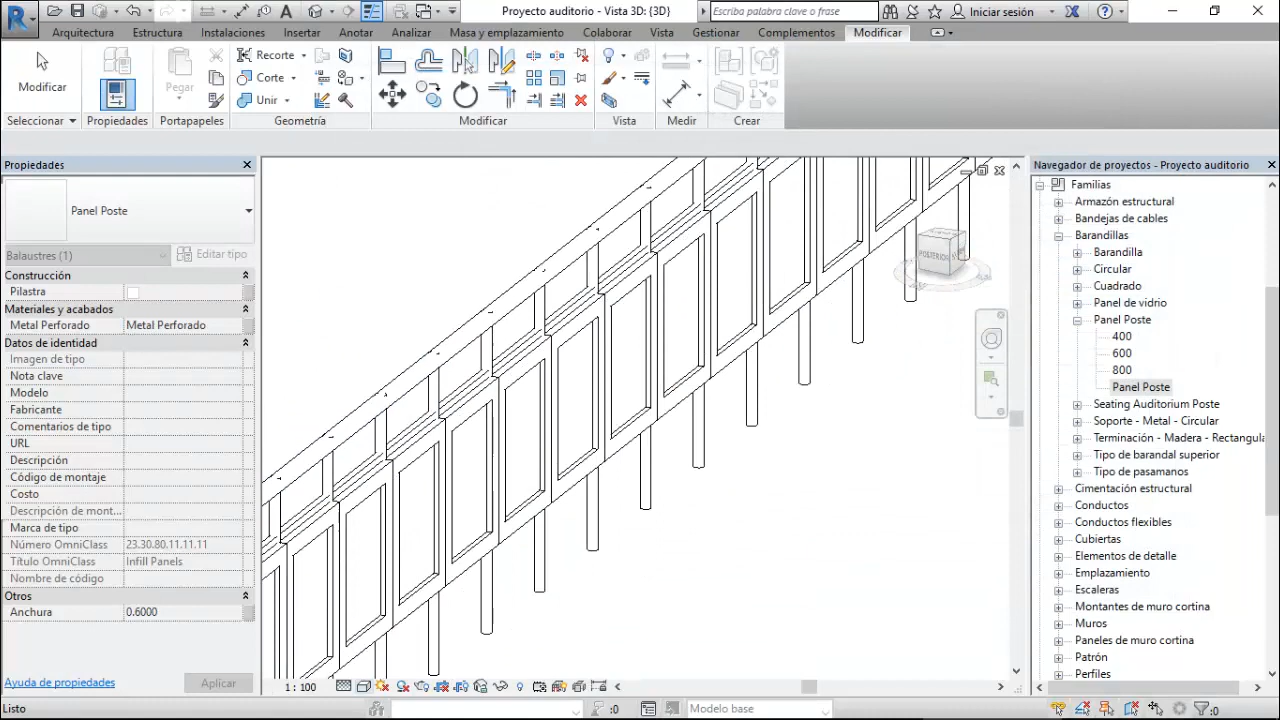 Proyecto auditorio - Vista 3D: {3D}
Escriba palabra clave o frase
Iniciar sesión
Arquitectura
Estructura
Instalaciones
Insertar
Anotar
Analizar
Masa y emplazamiento
Colaborar
Vista
Gestionar
Complementos
Modificar
Modificar
Pegar
Recorte
Corte
Unir
Seleccionar
Propiedades
Portapapeles
Geometría
Modificar
Vista
Medir
Crear
Propiedades
Panel Poste
Balaustres (1)
Editar tipo
Construcción
Pilastra
Materiales y acabados
Metal Perforado Metal Perforado
Datos de identidad
Imagen de tipo
Nota clave
Modelo
Fabricante
Comentarios de tipo
URL
Descripción
Código de montaje
Costo
Descripción de mont...
Marca de tipo
Número OmniClass 23.30.80.11.11.11
Título OmniClass Infill Panels
Nombre de código
Otros
Anchura 0.6000
Ayuda de propiedades
Aplicar
POSTERIOR
1 : 100
Navegador de proyectos - Proyecto auditorio
Familias
Armazón estructural
Bandejas de cables
Barandillas
Barandilla
Circular
Cuadrado
Panel de vidrio
Panel Poste
400
600
800
Panel Poste
Seating Auditorium Poste
Soporte - Metal - Circular
Terminación - Madera - Rectangula
Tipo de barandal superior
Tipo de pasamanos
Cimentación estructural
Conductos
Conductos flexibles
Cubiertas
Elementos de detalle
Emplazamiento
Escaleras
Montantes de muro cortina
Muros
Paneles de muro cortina
Patrón
Perfiles
Listo
:0
Modelo base
:0